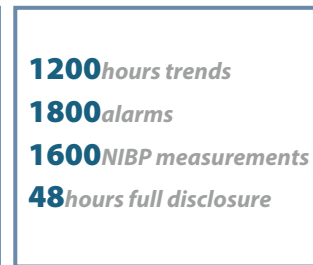 1200hours trends
1800alarms
1600NIBP measurements
48hours full disclosure